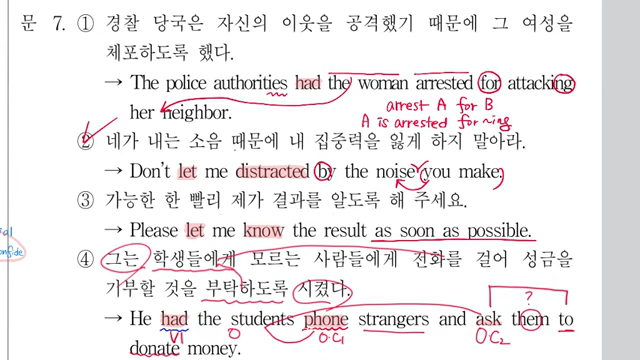 문 7. ① 경찰 당국은 자신의 이웃을 공격했기 때문에 그 여성을
체포하도록 했다.
→ The police authorities had the woman arrested for attacking
her neighbor.
arrest A for B
A is arrested for ~ing
② 네가 내는 소음 때문에 내 집중력을 잃게 하지 말아라.
→ Don't let me distracted by the noise you make.
③ 가능한 한 빨리 제가 결과를 알도록 해 주세요.
→ Please let me know the result as soon as possible.
④ 그는 학생들에게 모르는 사람들에게 전화를 걸어 성금을
기부할 것을 부탁하도록 시켰다.
?
→ He had the students phone strangers and ask them to
V1 O OC1 OC2
donate money.